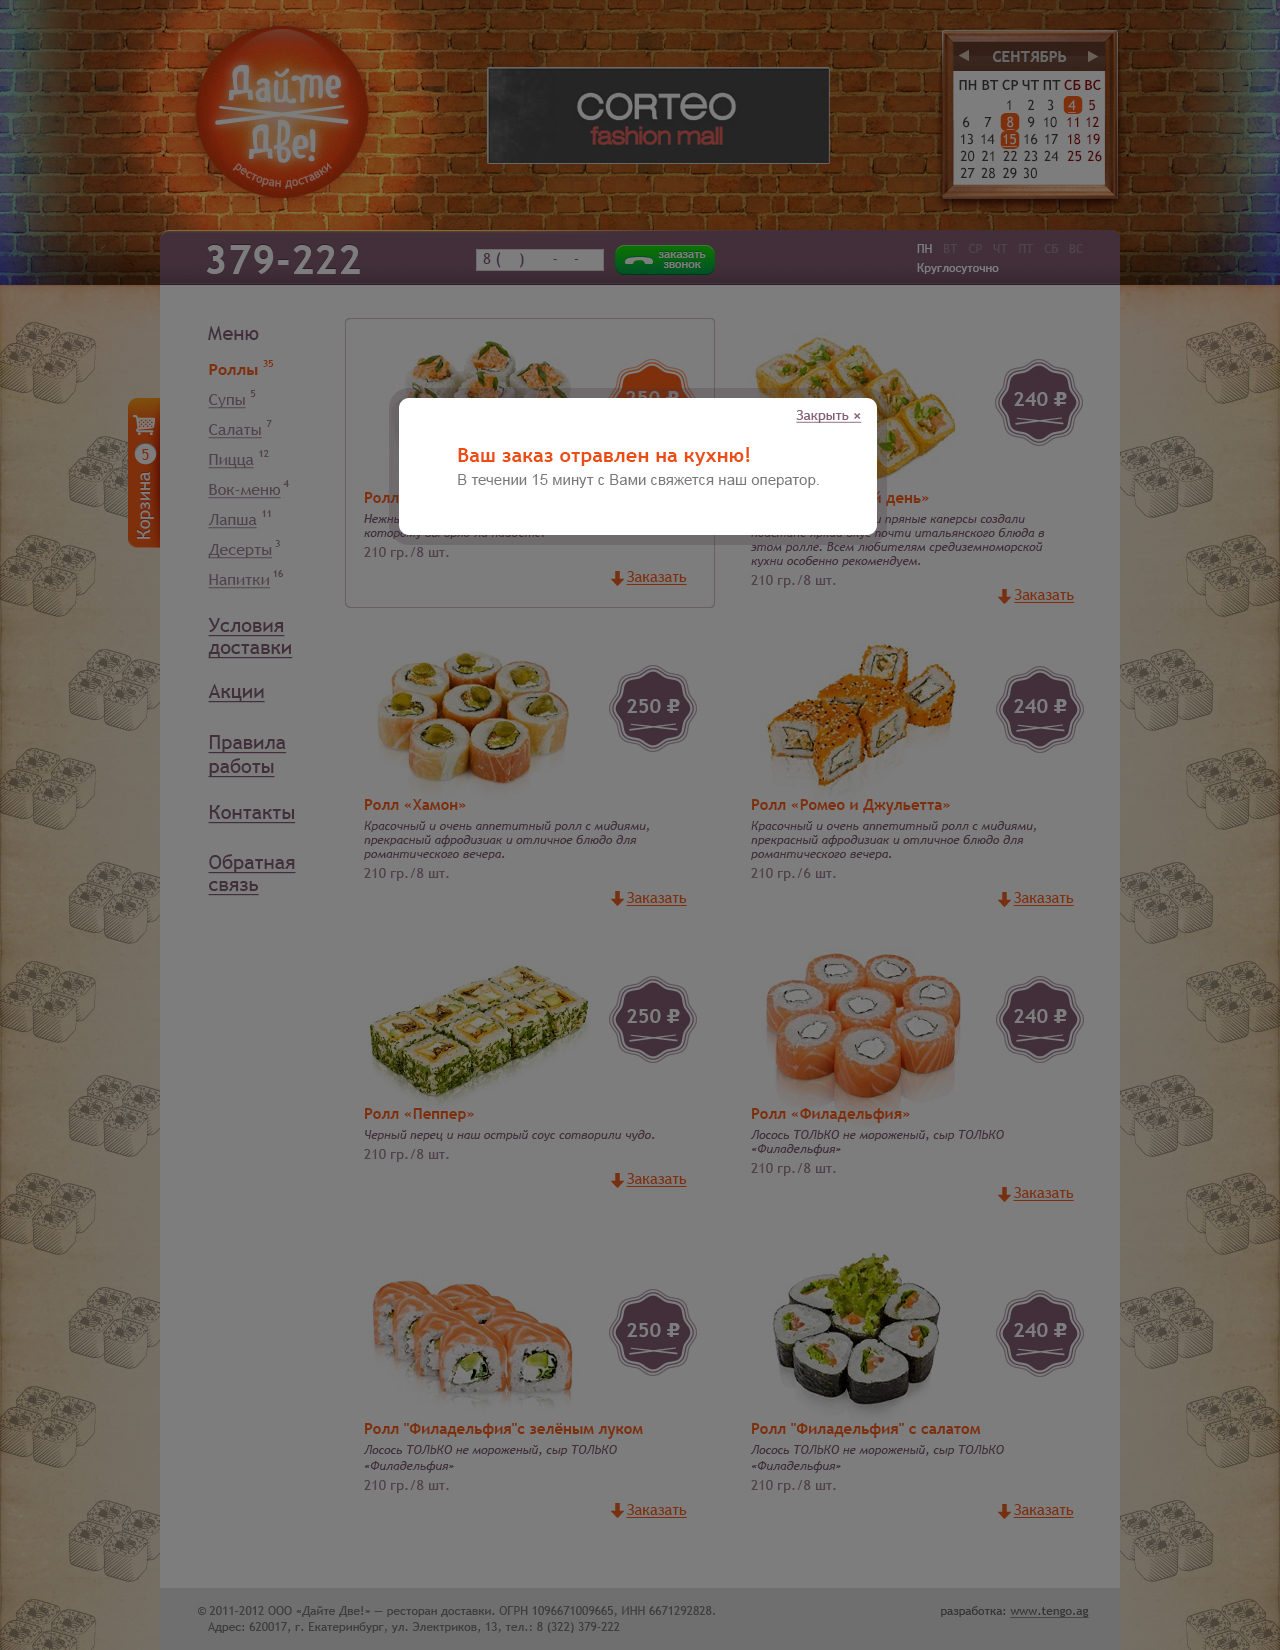 Дайте
Две!
ресторан доставки
CORTEO
fashion mall
СЕНТЯБРЬ
ПН ВТ СР ЧТ ПТ СБ ВС
1 2 3 4 5
6 7 8 9 10 11 12
13 14 15 16 17 18 19
20 21 22 23 24 25 26
27 28 29 30
379-222
8 ( ) - -
заказать
звонок
ПН ВТ СР ЧТ ПТ СБ ВС
Круглосуточно
Меню
Роллы 35
Супы 5
Салаты 7
Пицца 12
Вок-меню 4
Лапша 11
Десерты 3
Напитки 16
Условия
доставки
Акции
Правила
работы
Контакты
Обратная
связь
Корзина 5
Закрыть ×
Ваш заказ отравлен на кухню!
В течении 15 минут с Вами свяжется наш оператор.
Ролл
210 гр./8 шт.
Заказать
240 ₽
день»
и пряные каперсы создали
вкус почти итальянского блюда в
этом ролле. Всем любителям средиземноморской
кухни особенно рекомендуем.
210 гр./8 шт.
Заказать
250 ₽
Ролл «Хамон»
Красочный и очень аппетитный ролл с мидиями,
прекрасный афродизиак и отличное блюдо для
романтического вечера.
210 гр./8 шт.
Заказать
240 ₽
Ролл «Ромео и Джульетта»
Красочный и очень аппетитный ролл с мидиями,
прекрасный афродизиак и отличное блюдо для
романтического вечера.
210 гр./6 шт.
Заказать
250 ₽
Ролл «Пеппер»
Черный перец и наш острый соус сотворили чудо.
210 гр./8 шт.
Заказать
240 ₽
Ролл «Филадельфия»
Лосось ТОЛЬКО не мороженый, сыр ТОЛЬКО
«Филадельфия»
210 гр./8 шт.
Заказать
250 ₽
Ролл "Филадельфия"с зелёным луком
Лосось ТОЛЬКО не мороженый, сыр ТОЛЬКО
«Филадельфия»
210 гр./8 шт.
Заказать
240 ₽
Ролл "Филадельфия" с салатом
Лосось ТОЛЬКО не мороженый, сыр ТОЛЬКО
«Филадельфия»
210 гр./8 шт.
Заказать
© 2011-2012 ООО «Дайте Две!» — ресторан доставки. ОГРН 1096671009665, ИНН 6671292828.
Адрес: 620017, г. Екатеринбург, ул. Электриков, 13, тел.: 8 (322) 379-222
разработка: www.tengo.ag